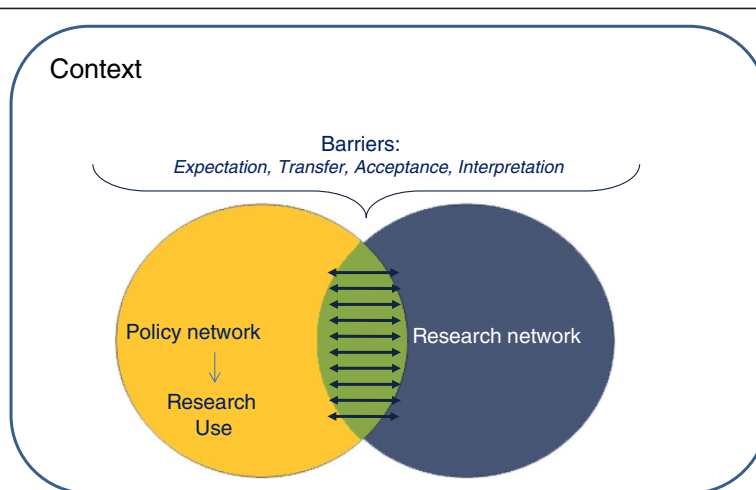 Context
Barriers:
Expectation, Transfer, Acceptance, Interpretation
Policy network
Research
Use
Research network